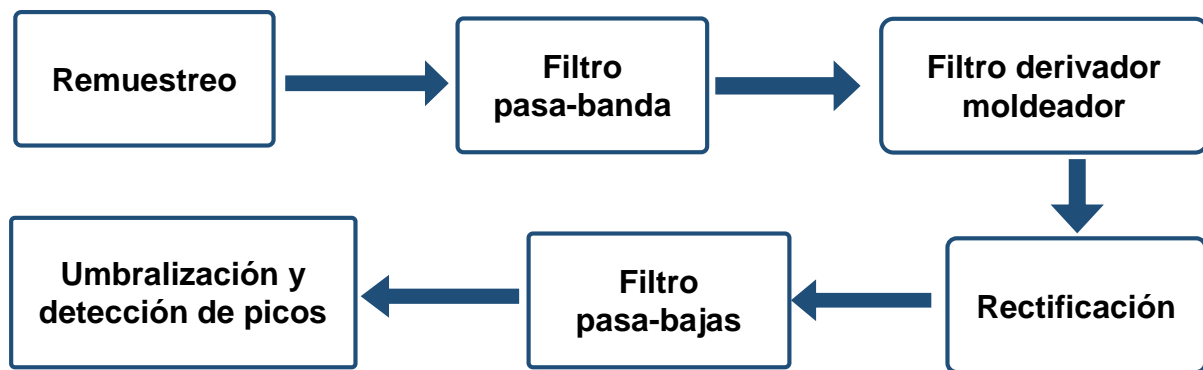 Remuestreo
Filtro
pasa-banda
Filtro derivador
moldeador
Rectificación
Filtro
pasa-bajas
Umbralización y
detección de picos